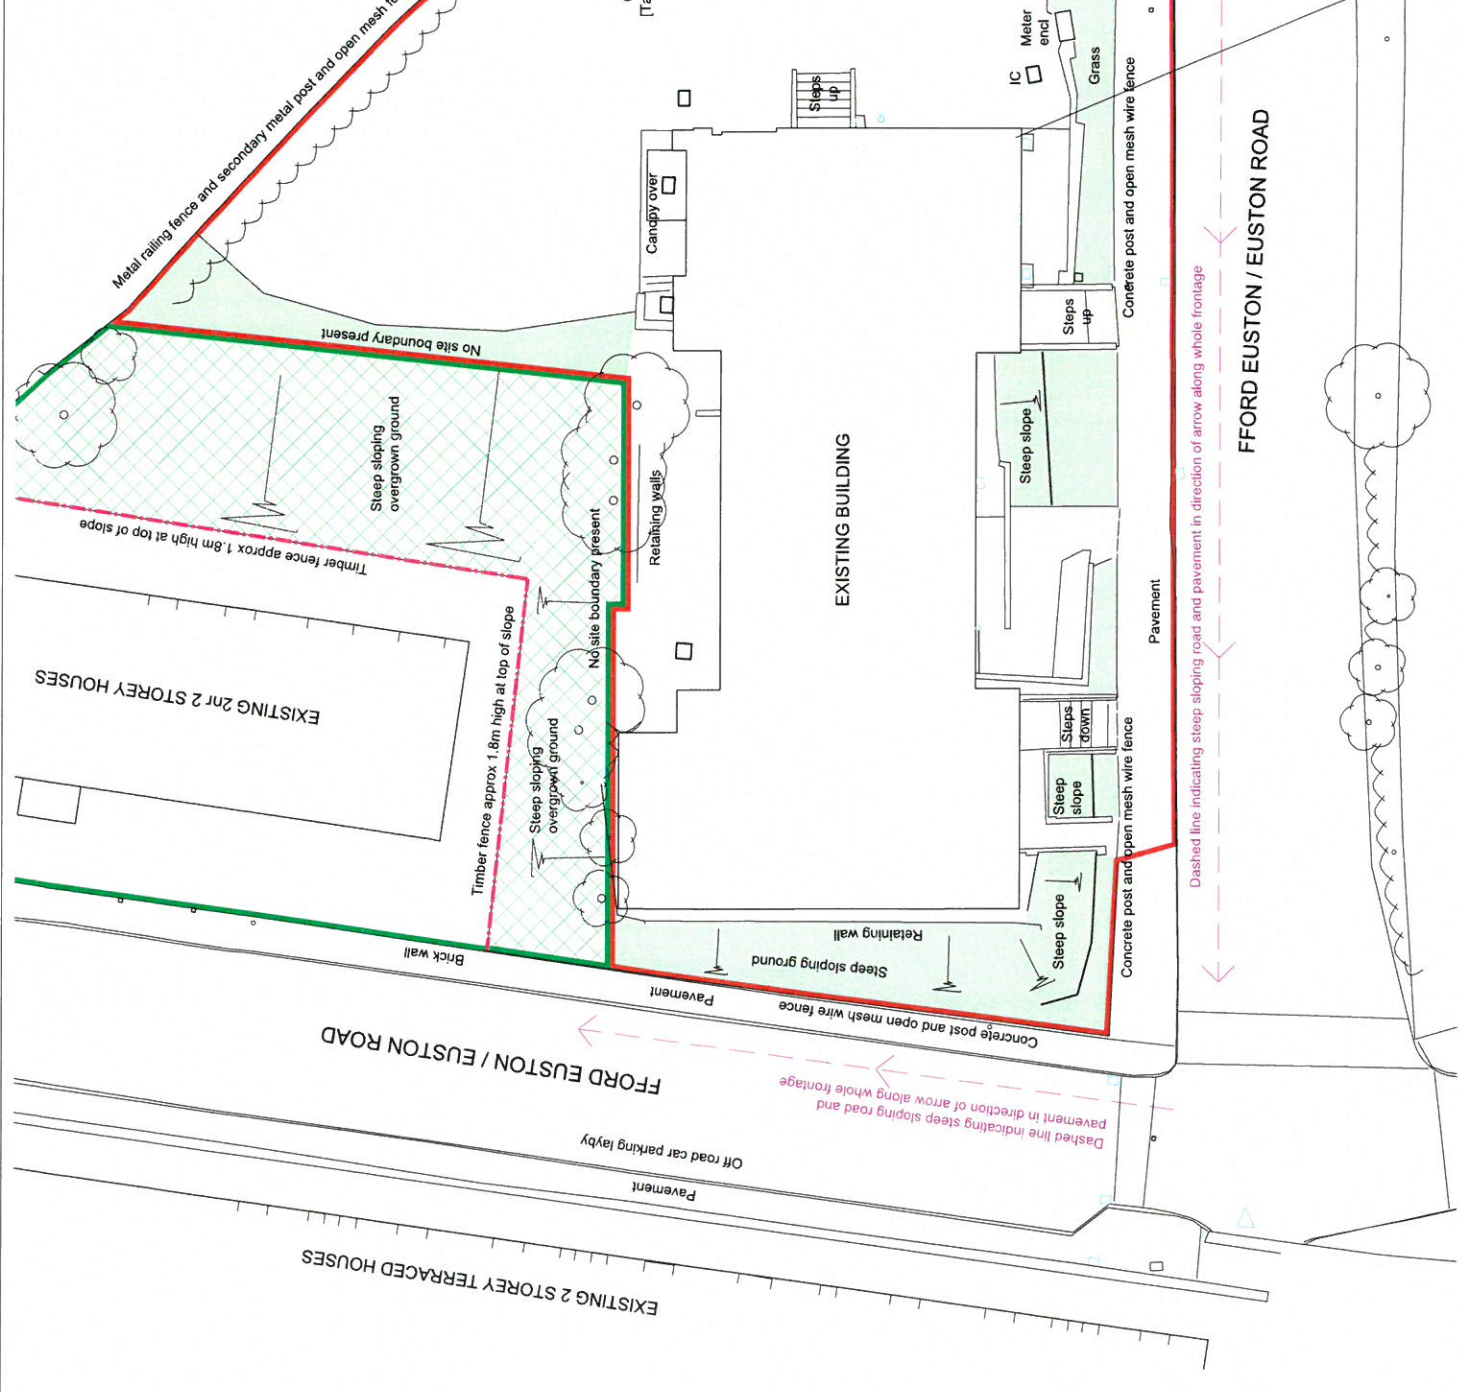 Metal railing fence and secondary metal post and open mesh
Steps
up
Meter
encl
IC
Grass
Concrete post and open mesh wire fence
FFORD EUSTON / EUSTON ROAD
Canopy over
No site boundary present
Steps
up
Dashed line indicating steep sloping road and pavement in direction of arrow along whole frontage
Steep sloping
overgrown ground
Retaining walls
Steep slope
EXISTING BUILDING
Timber fence approx 1.8m high at top of slope
No site boundary present
Pavement
EXISTING 2nr 2 STOREY HOUSES
Timber fence approx 1.8m high at top of slope
Steep sloping
overgrown ground
Steps
down
Steep
slope
Concrete post and open mesh wire fence
Steep slope
Retaining wall
Steep sloping ground
Brick wall
Pavement
Concrete post and open mesh wire fence
FFORD EUSTON / EUSTON ROAD
Dashed line indicating steep sloping road and
pavement in direction of arrow along whole frontage
Off road car parking layby
Pavement
EXISTING 2 STOREY TERRACED HOUSES